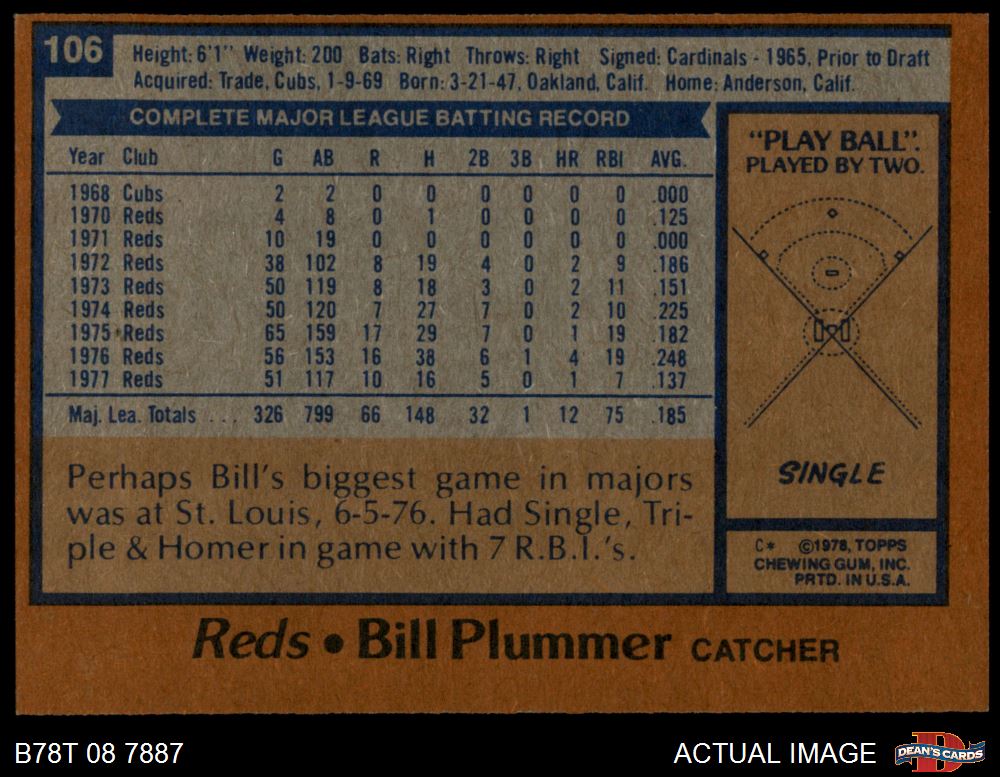 106
Height: 6'1" Weight: 200 Bats: Right Throws: Right Signed: Cardinals - 1965, Prior to Draft
Acquired: Trade, Cubs, 1-9-69 Born: 3-21-47, Oakland, Calif. Home: Anderson, Calif.
COMPLETE MAJOR LEAGUE BATTING RECORD
Year Club G AB R H 2B 3B HR RBI AVG.
1968 Cubs 2 2 0 0 0 0 0 0 .000
1970 Reds 4 8 0 1 0 0 0 0 .125
1971 Reds 10 19 0 0 0 0 0 0 .000
1972 Reds 38 102 8 19 4 0 2 9 .186
1973 Reds 50 119 8 18 3 0 2 11 .151
1974 Reds 50 120 7 27 7 0 2 10 .225
1975 Reds 65 159 17 29 7 0 1 19 .182
1976 Reds 56 153 16 38 6 1 4 19 .248
1977 Reds 51 117 10 16 5 0 1 7 .137
Maj. Lea. Totals . . . 326 799 66 148 32 1 12 75 .185
Perhaps Bill's biggest game in majors
was at St. Louis, 6-5-76. Had Single, Tri-
ple & Homer in game with 7 R.B.I.'s.
"PLAY BALL".
PLAYED BY TWO.
SINGLE
C* ©1978, TOPPS
CHEWING GUM, INC.
PRTD. IN U.S.A.
Reds • Bill Plummer CATCHER
B78T 08 7887
ACTUAL IMAGE
D
DEAN'S CARDS